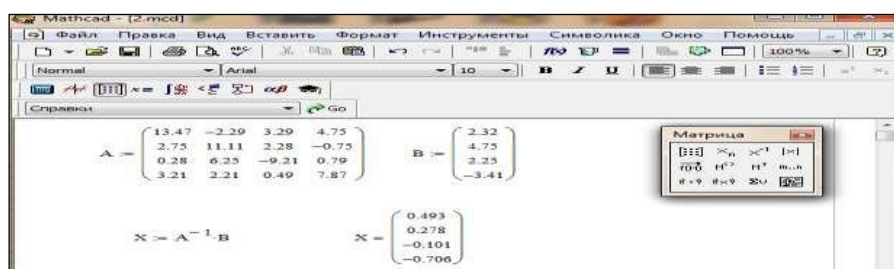 Mathcad - [2.mcd]
Файл Правка Вид Вставить Формат Инструменты Символика Окно Помощь
100%
Normal Arial 10 B I U
αβ
Справки Go
A := ( 13.47 −2.29 3.29 4.75
2.75 11.11 2.28 −0.75
0.28 6.25 −9.21 0.79
3.21 2.21 0.49 7.87 )
B := ( 2.32
4.75
2.25
−3.41 )
Матрица
X := A⁻¹·B
X = ( 0.493
0.278
−0.101
−0.706 )